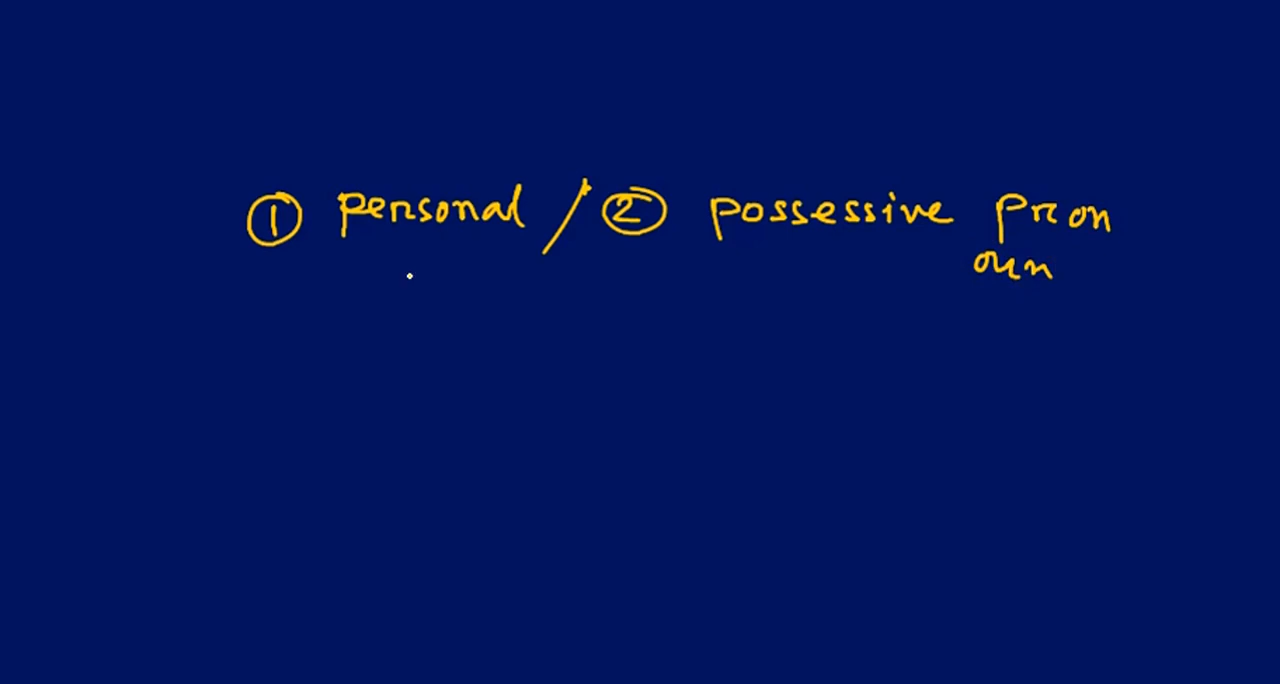 ① personal / ② possessive pron
oun